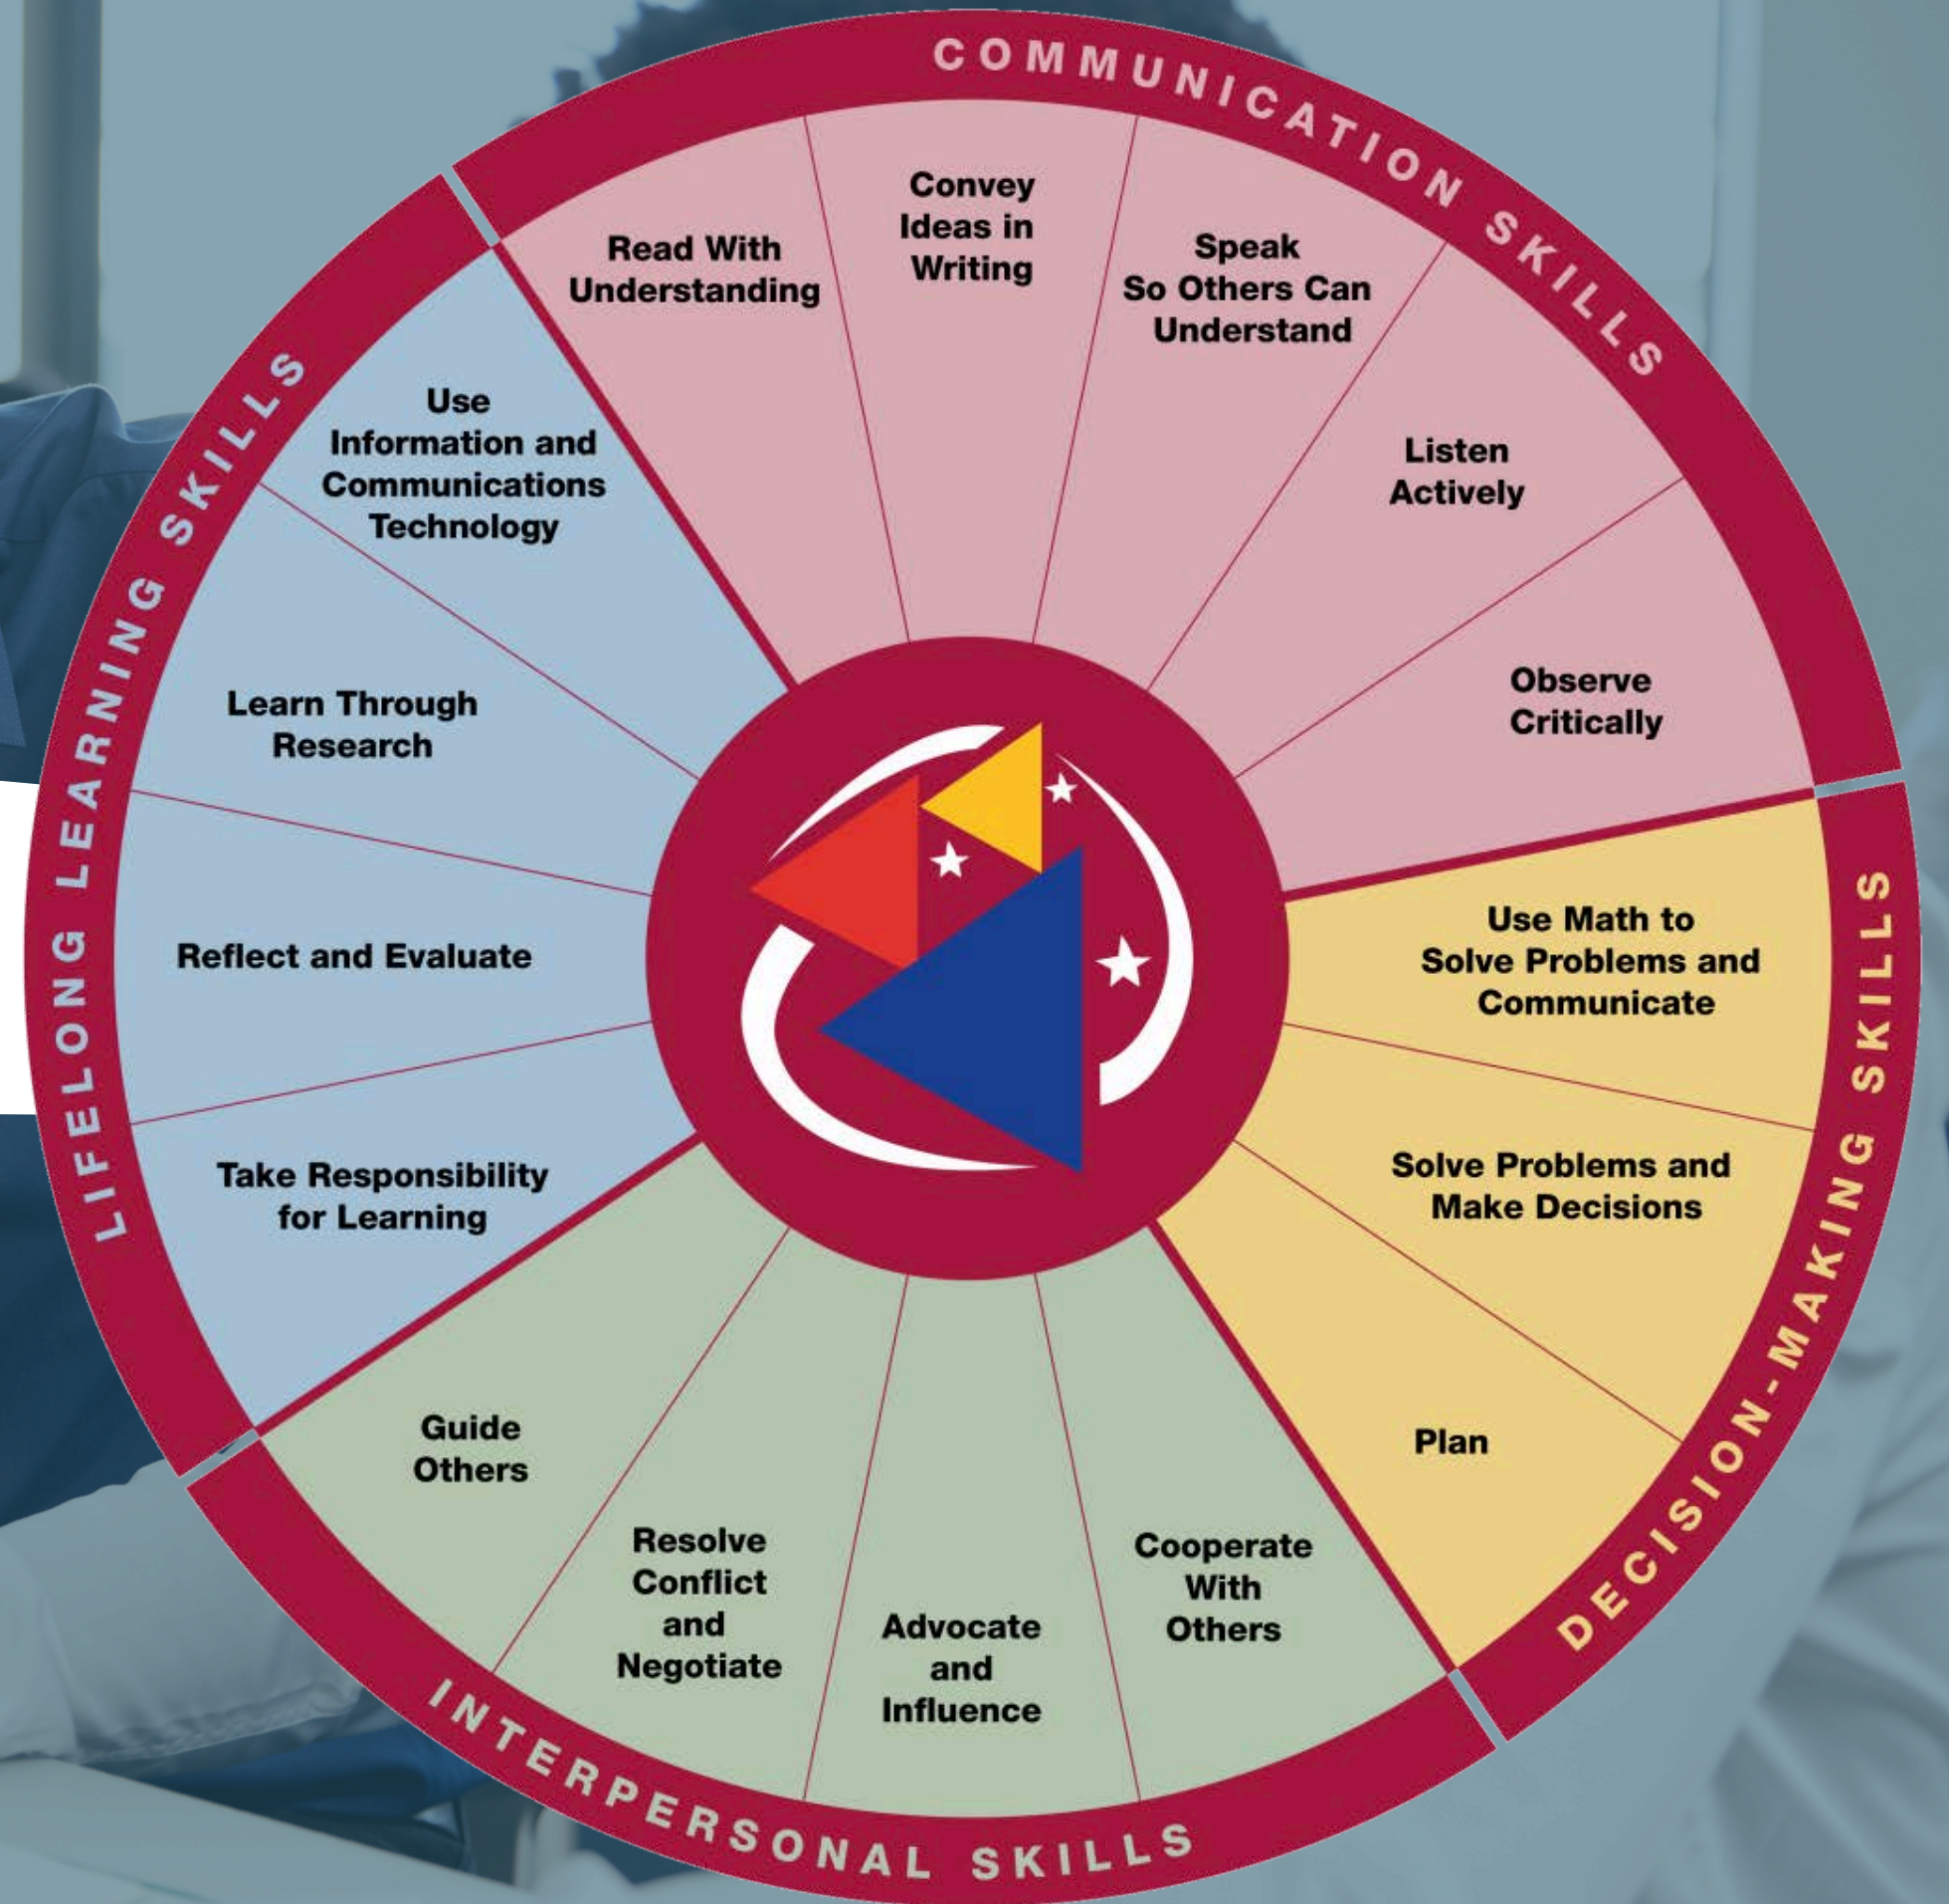 COMMUNICATION SKILLS
Read With
Understanding
Convey
Ideas in
Writing
Speak
So Others Can
Understand
Listen
Actively
Observe
Critically
DECISION-MAKING SKILLS
Use Math to
Solve Problems and
Communicate
Solve Problems and
Make Decisions
Plan
INTERPERSONAL SKILLS
Cooperate
With
Others
Advocate
and
Influence
Resolve
Conflict
and
Negotiate
Guide
Others
LIFELONG LEARNING SKILLS
Take Responsibility
for Learning
Reflect and Evaluate
Learn Through
Research
Use
Information and
Communications
Technology